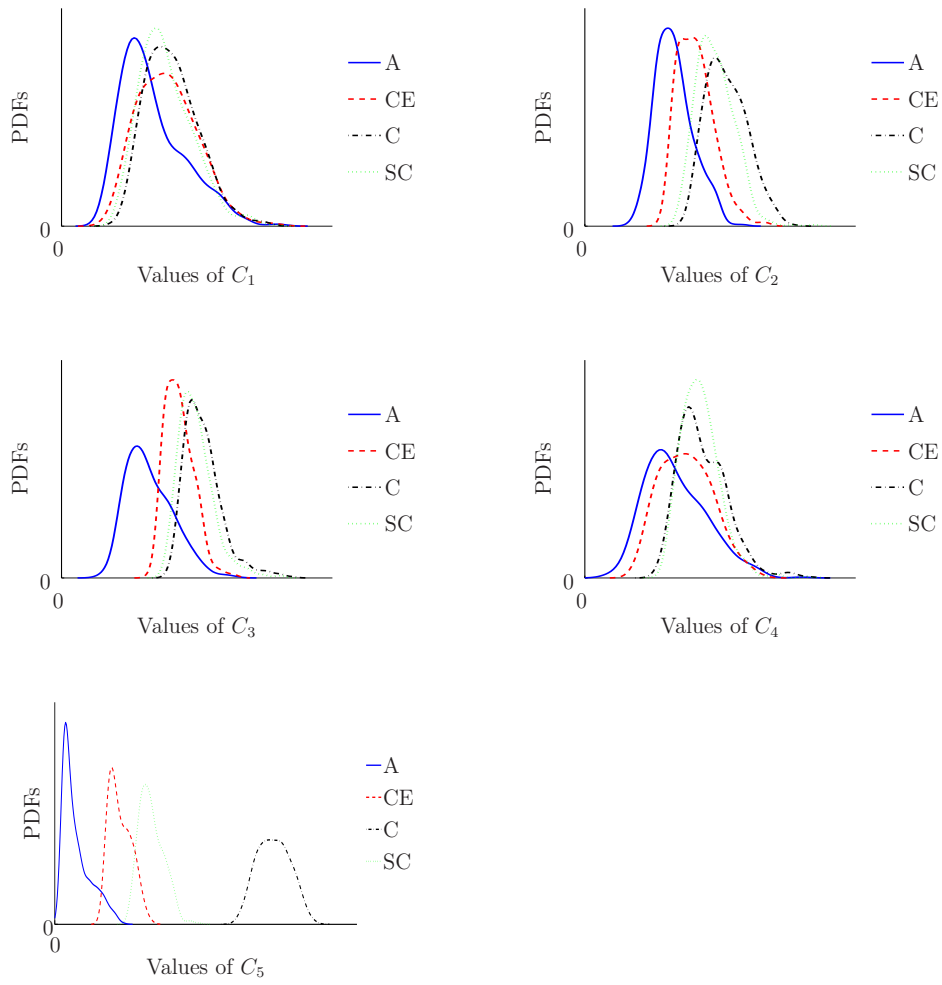 PDFs
0
0
Values of C₁
A
CE
C
SC
PDFs
0
0
Values of C₂
A
CE
C
SC
PDFs
0
0
Values of C₃
A
CE
C
SC
PDFs
0
0
Values of C₄
A
CE
C
SC
PDFs
0
0
Values of C₅
A
CE
C
SC